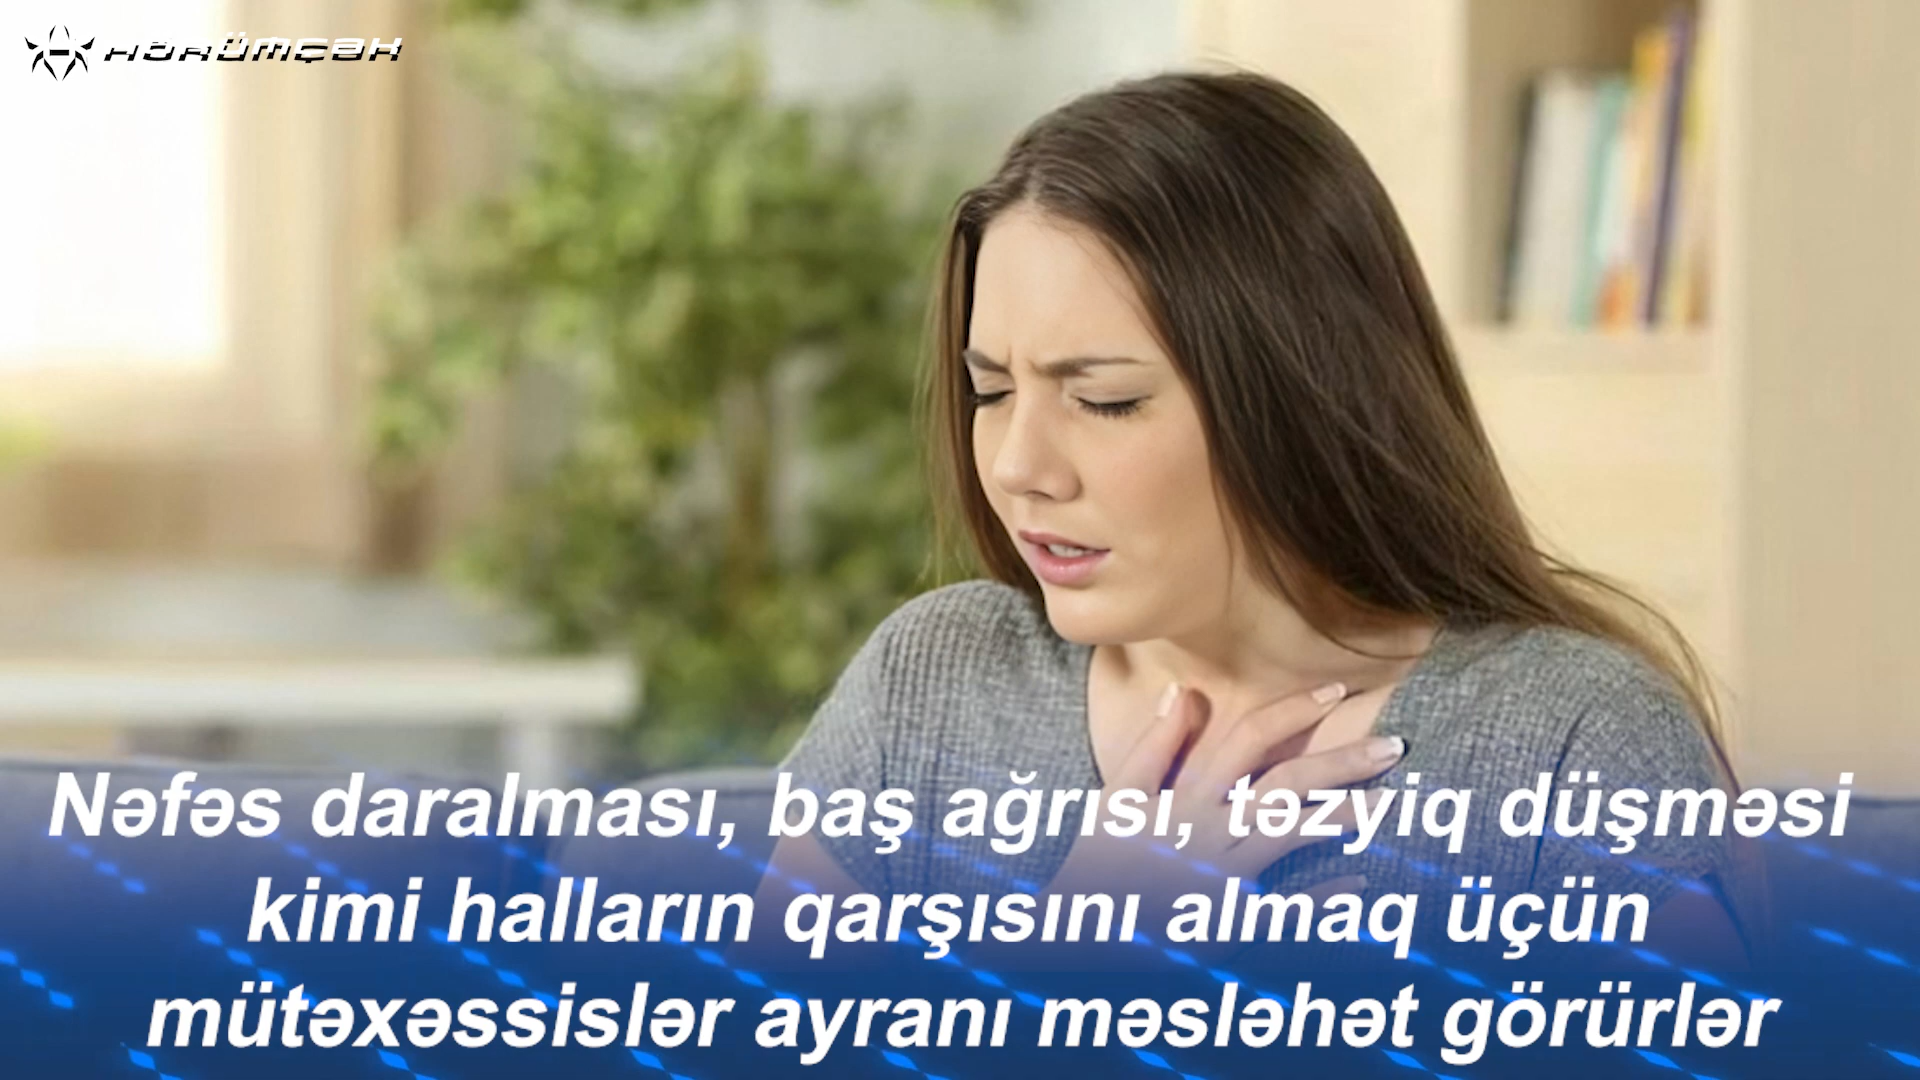 HÖRÜMÇƏK
Nəfəs daralması, baş ağrısı, təzyiq düşməsi
kimi halların qarşısını almaq üçün
mütəxəssislər ayranı məsləhət görürlər